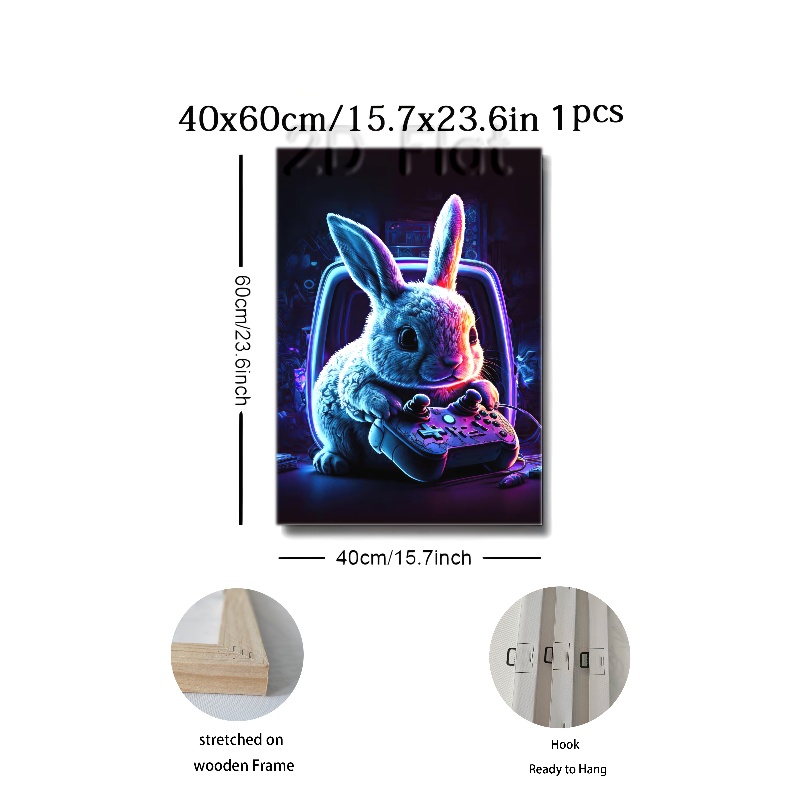 40x60cm/15.7x23.6in 1pcs
2D Flat
60cm/23.6inch
40cm/15.7inch
stretched on
wooden Frame
Hook
Ready to Hang